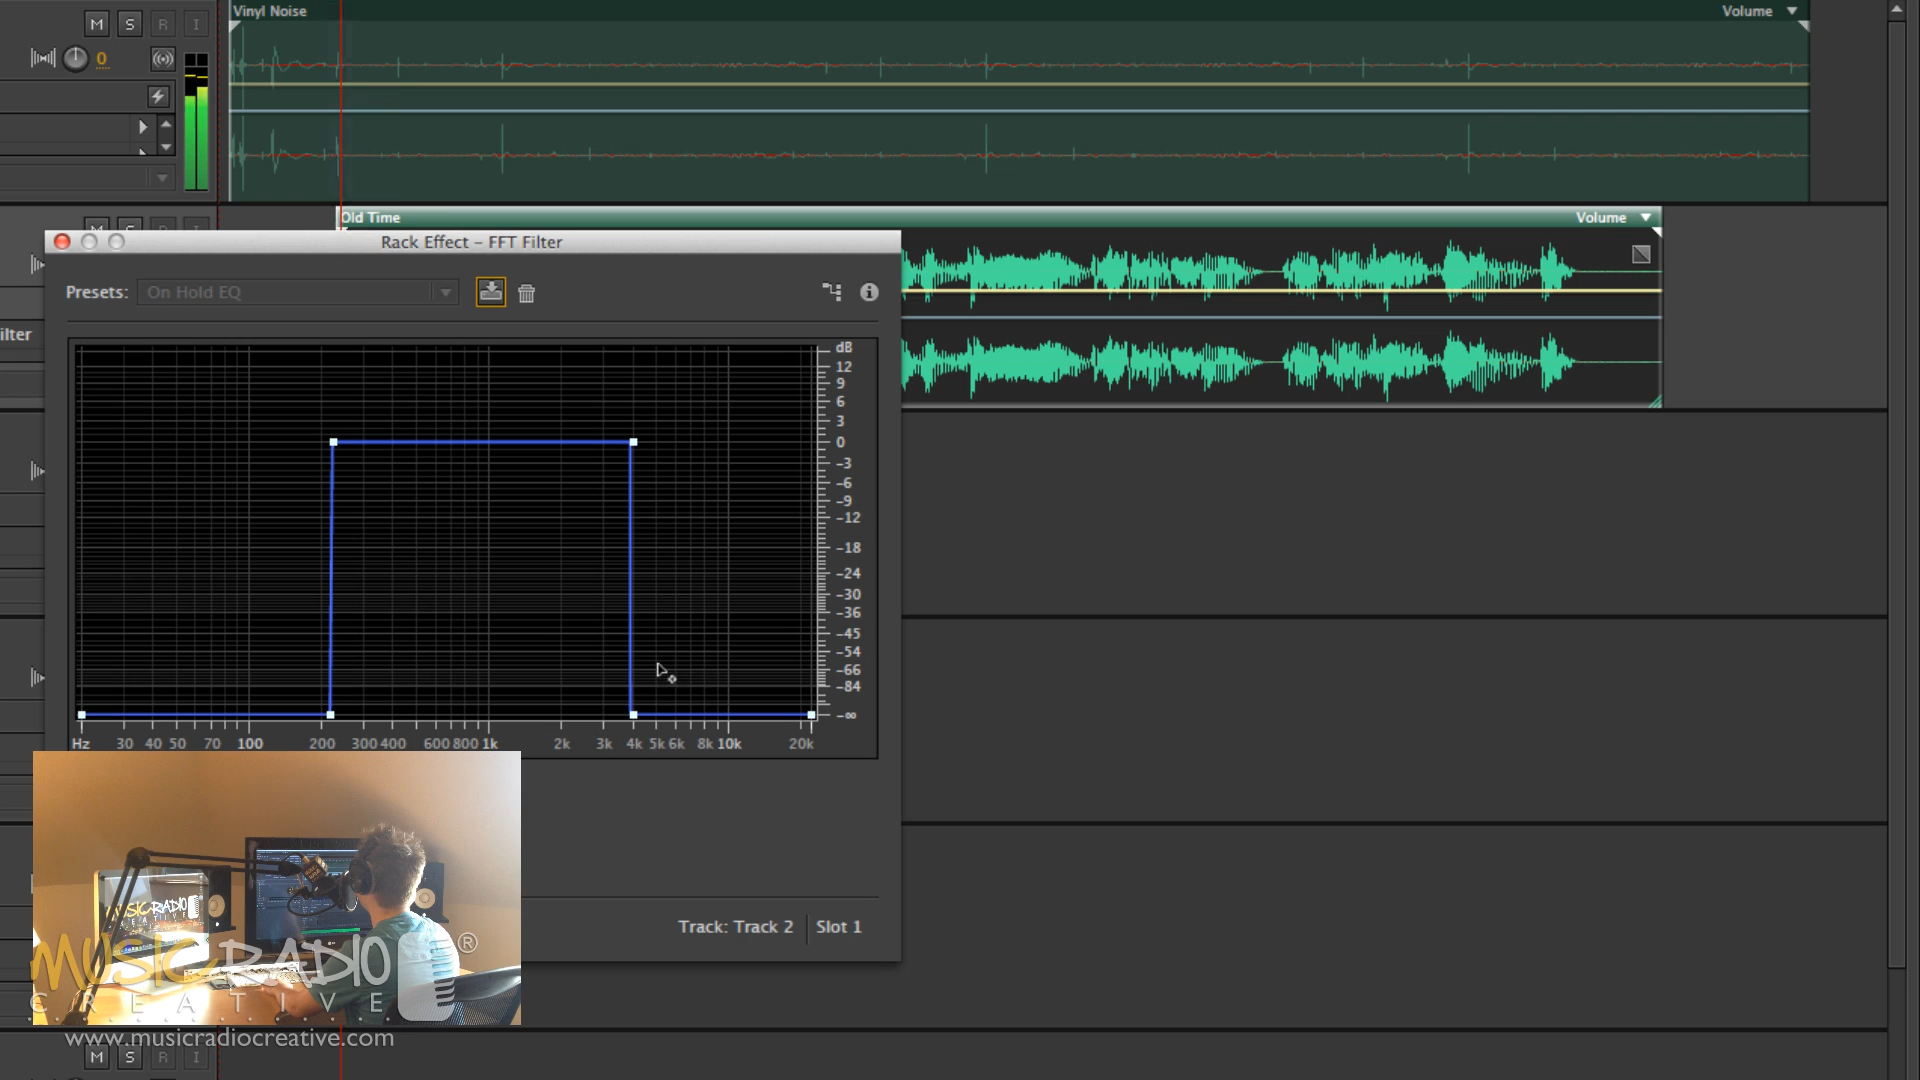 M S R I
Vinyl Noise
Volume
0
Old Time
Volume
Rack Effect – FFT Filter
Presets: On Hold EQ
ilter
dB
12
9
6
3
0
-3
-6
-9
-12
-18
-24
-30
-36
-45
-54
-66
-84
-∞
Hz 30 40 50 70 100 200 300 400 600 800 1k 2k 3k 4k 5k 6k 8k 10k 20k
Track: Track 2 Slot 1
MUSIC RADIO
CREATIVE
MUSIC RADIO ®
CREATIVE
www.musicradiocreative.com
M S R I